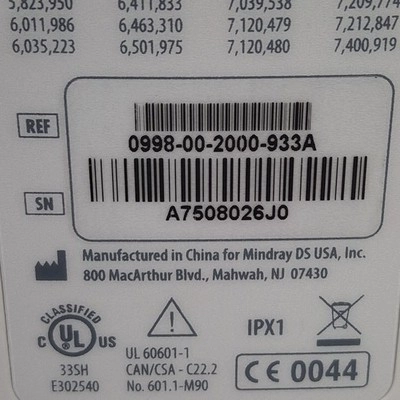 5,823,950 6,411,833 7,039,538 7,209,774
6,011,986 6,463,310 7,120,479 7,212,847
6,035,223 6,501,975 7,120,480 7,400,919
REF
0998-00-2000-933A
SN
A7508026J0
Manufactured in China for Mindray DS USA, Inc.
800 MacArthur Blvd., Mahwah, NJ 07430
CLASSIFIED
C UL US
33SH
E302540
UL 60601-1
CAN/CSA - C22.2
No. 601.1-M90
IPX1
CE 0044